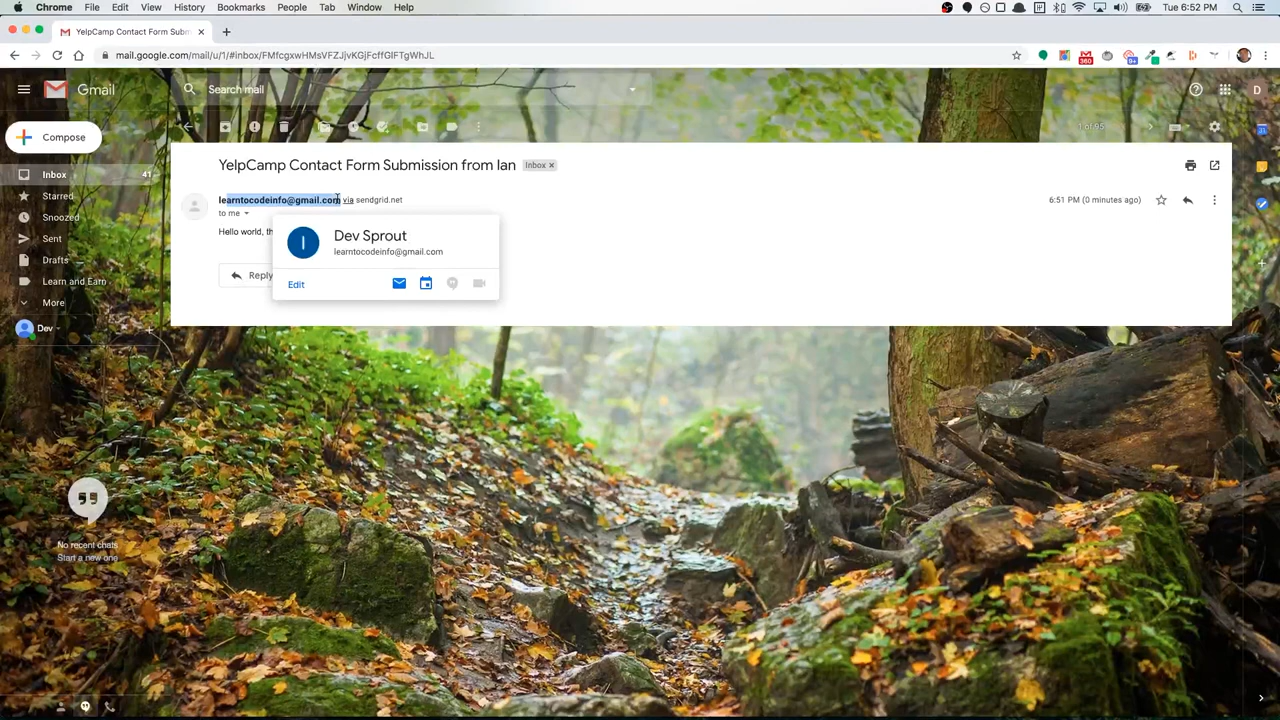 Chrome File Edit View History Bookmarks People Tab Window Help Tue 6:52 PM
YelpCamp Contact Form Subm
mail.google.com/mail/u/1/#inbox/FMfcgxwHMsVFZJjvKGjFcffGlFTgWhJL
Gmail
Search mail
D
Compose
1 of 95
Inbox 41
Starred
Snoozed
Sent
Drafts
Learn and Earn
More
Dev
YelpCamp Contact Form Submission from Ian
Inbox x
learntocodeinfo@gmail.com via sendgrid.net
6:51 PM (0 minutes ago)
to me
Hello world, th
Dev Sprout
learntocodeinfo@gmail.com
Reply
Edit
No recent chats
Start a new one